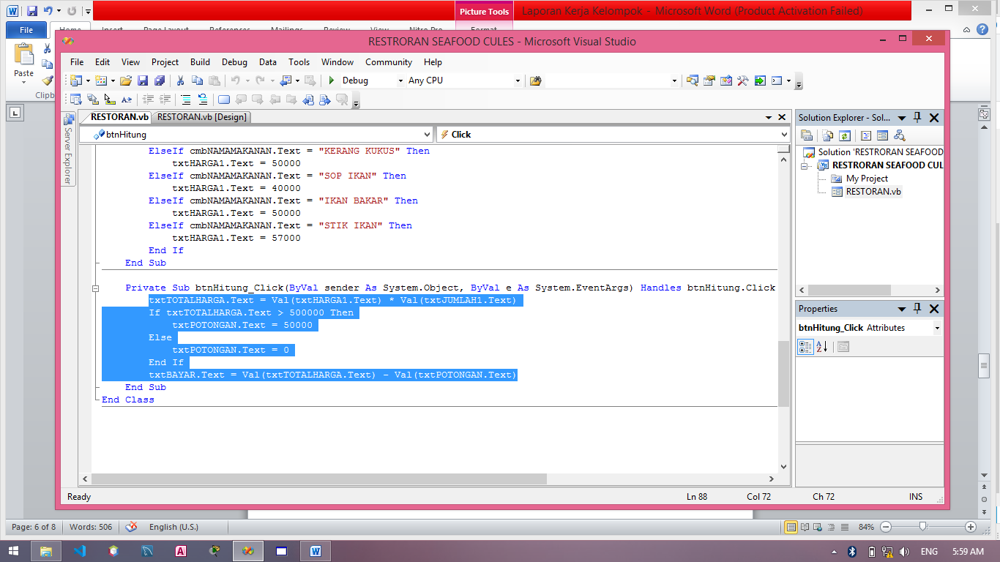 Picture Tools
Laporan Kerja Kelompok - Microsoft Word (Product Activation Failed)
File Home Insert Page Layout References Mailings Review View Nitro Pro Format
Paste
Clipb
RESTRORAN SEAFOOD CULES - Microsoft Visual Studio
File Edit View Project Build Debug Data Tools Window Community Help
Debug Any CPU
RESTORAN.vb RESTORAN.vb [Design]
Server Explorer
btnHitung Click
ElseIf cmbNAMAMAKANAN.Text = "KERANG KUKUS" Then
txtHARGA1.Text = 50000
ElseIf cmbNAMAMAKANAN.Text = "SOP IKAN" Then
txtHARGA1.Text = 40000
ElseIf cmbNAMAMAKANAN.Text = "IKAN BAKAR" Then
txtHARGA1.Text = 50000
ElseIf cmbNAMAMAKANAN.Text = "STIK IKAN" Then
txtHARGA1.Text = 57000
End If
End Sub
Private Sub btnHitung_Click(ByVal sender As System.Object, ByVal e As System.EventArgs) Handles btnHitung.Click
txtTOTALHARGA.Text = Val(txtHARGA1.Text) * Val(txtJUMLAH1.Text)
If txtTOTALHARGA.Text > 500000 Then
txtPOTONGAN.Text = 50000
Else
txtPOTONGAN.Text = 0
End If
txtBAYAR.Text = Val(txtTOTALHARGA.Text) - Val(txtPOTONGAN.Text)
End Sub
End Class
Solution Explorer - Sol...
Solution 'RESTRORAN SEAFOOD
RESTRORAN SEAFOOD CUL
My Project
RESTORAN.vb
Properties
btnHitung_Click Attributes
Ready Ln 88 Col 72 Ch 72 INS
Page: 6 of 8 Words: 506 English (U.S.) 84%
ENG 5:59 AM